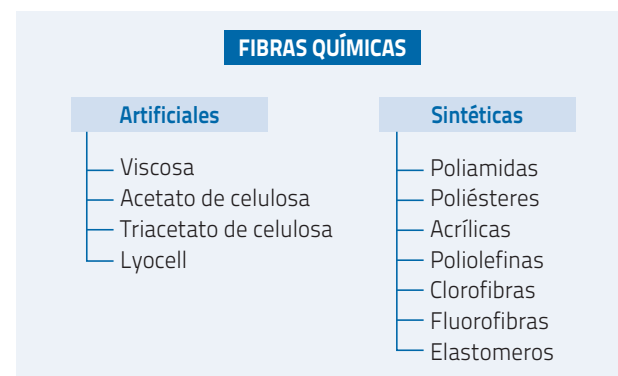 FIBRAS QUÍMICAS
Artificiales
Viscosa
Acetato de celulosa
Triacetato de celulosa
Lyocell
Sintéticas
Poliamidas
Poliésteres
Acrílicas
Poliolefinas
Clorofibras
Fluorofibras
Elastomeros